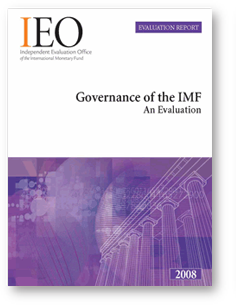 IEO
Independent Evaluation Office
of the International Monetary Fund
EVALUATION REPORT
Governance of the IMF
An Evaluation
2008